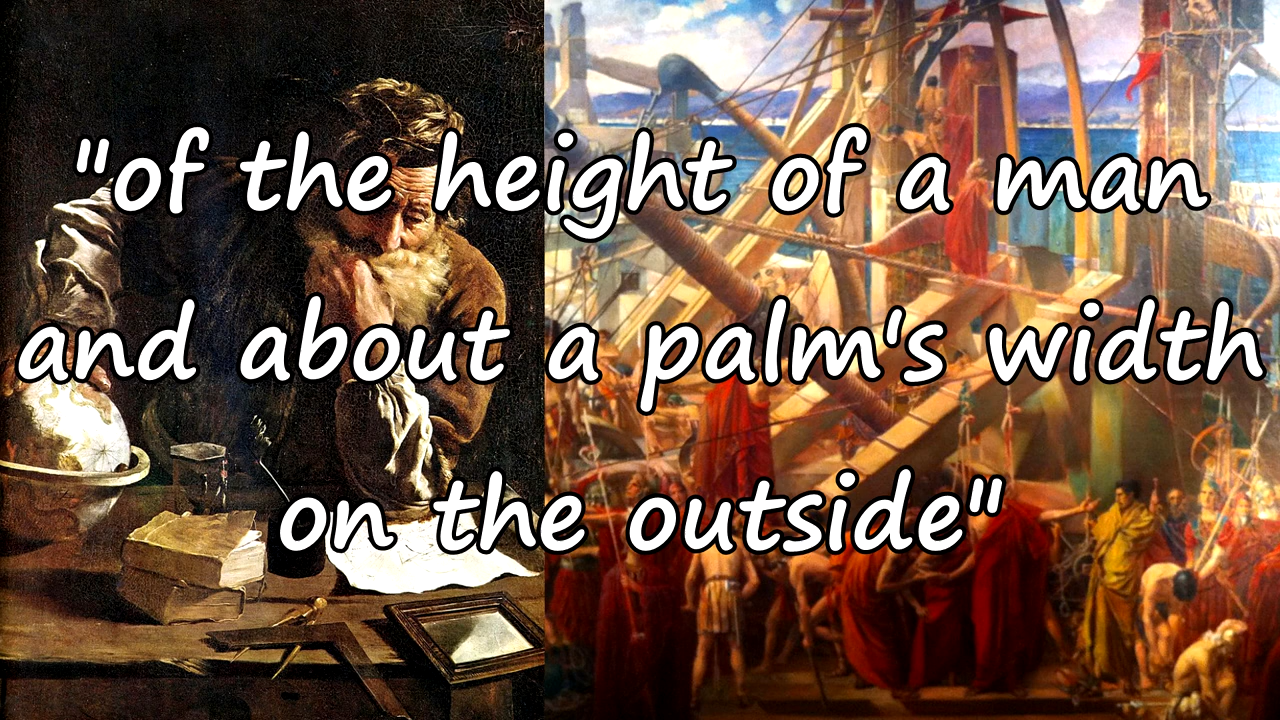 "of the height of a man
and about a palm's width
on the outside"